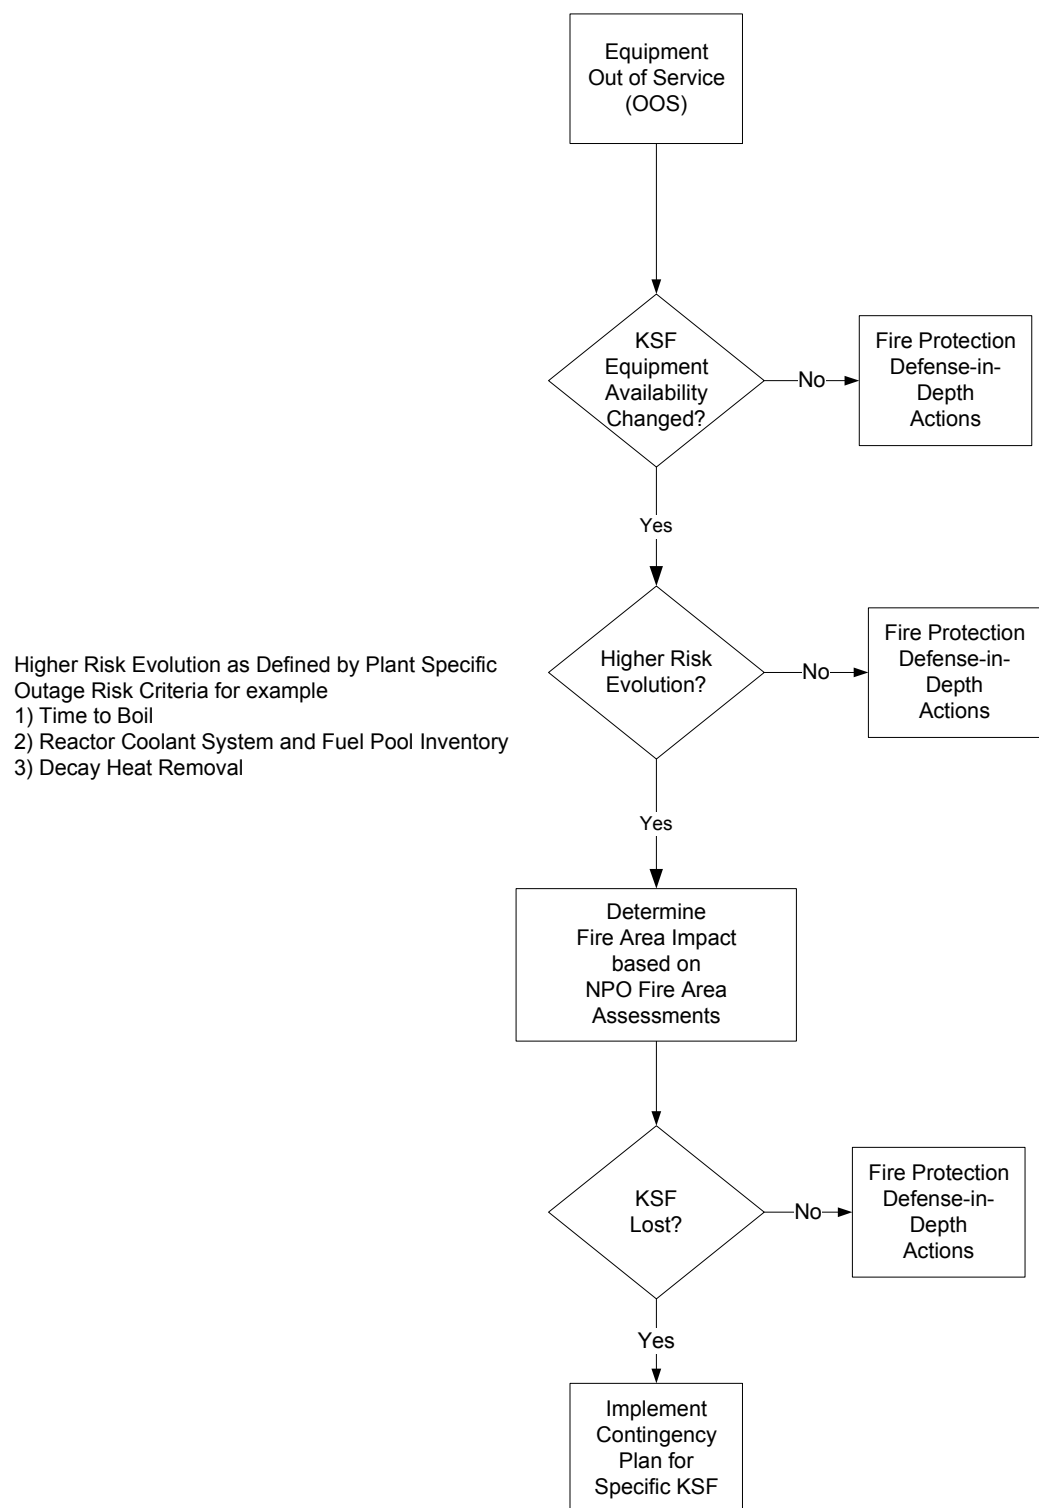 Equipment
Out of Service
(OOS)
KSF
Equipment
Availability
Changed?
No
Fire Protection
Defense-in-
Depth
Actions
Yes
Higher Risk
Evolution?
No
Fire Protection
Defense-in-
Depth
Actions
Higher Risk Evolution as Defined by Plant Specific
Outage Risk Criteria for example
1) Time to Boil
2) Reactor Coolant System and Fuel Pool Inventory
3) Decay Heat Removal
Yes
Determine
Fire Area Impact
based on
NPO Fire Area
Assessments
KSF
Lost?
No
Fire Protection
Defense-in-
Depth
Actions
Yes
Implement
Contingency
Plan for
Specific KSF